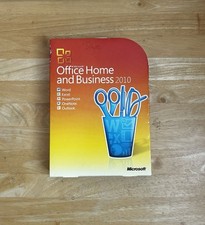 Office Home
and Business 2010
Word
Excel
PowerPoint
OneNote
Outlook
Microsoft